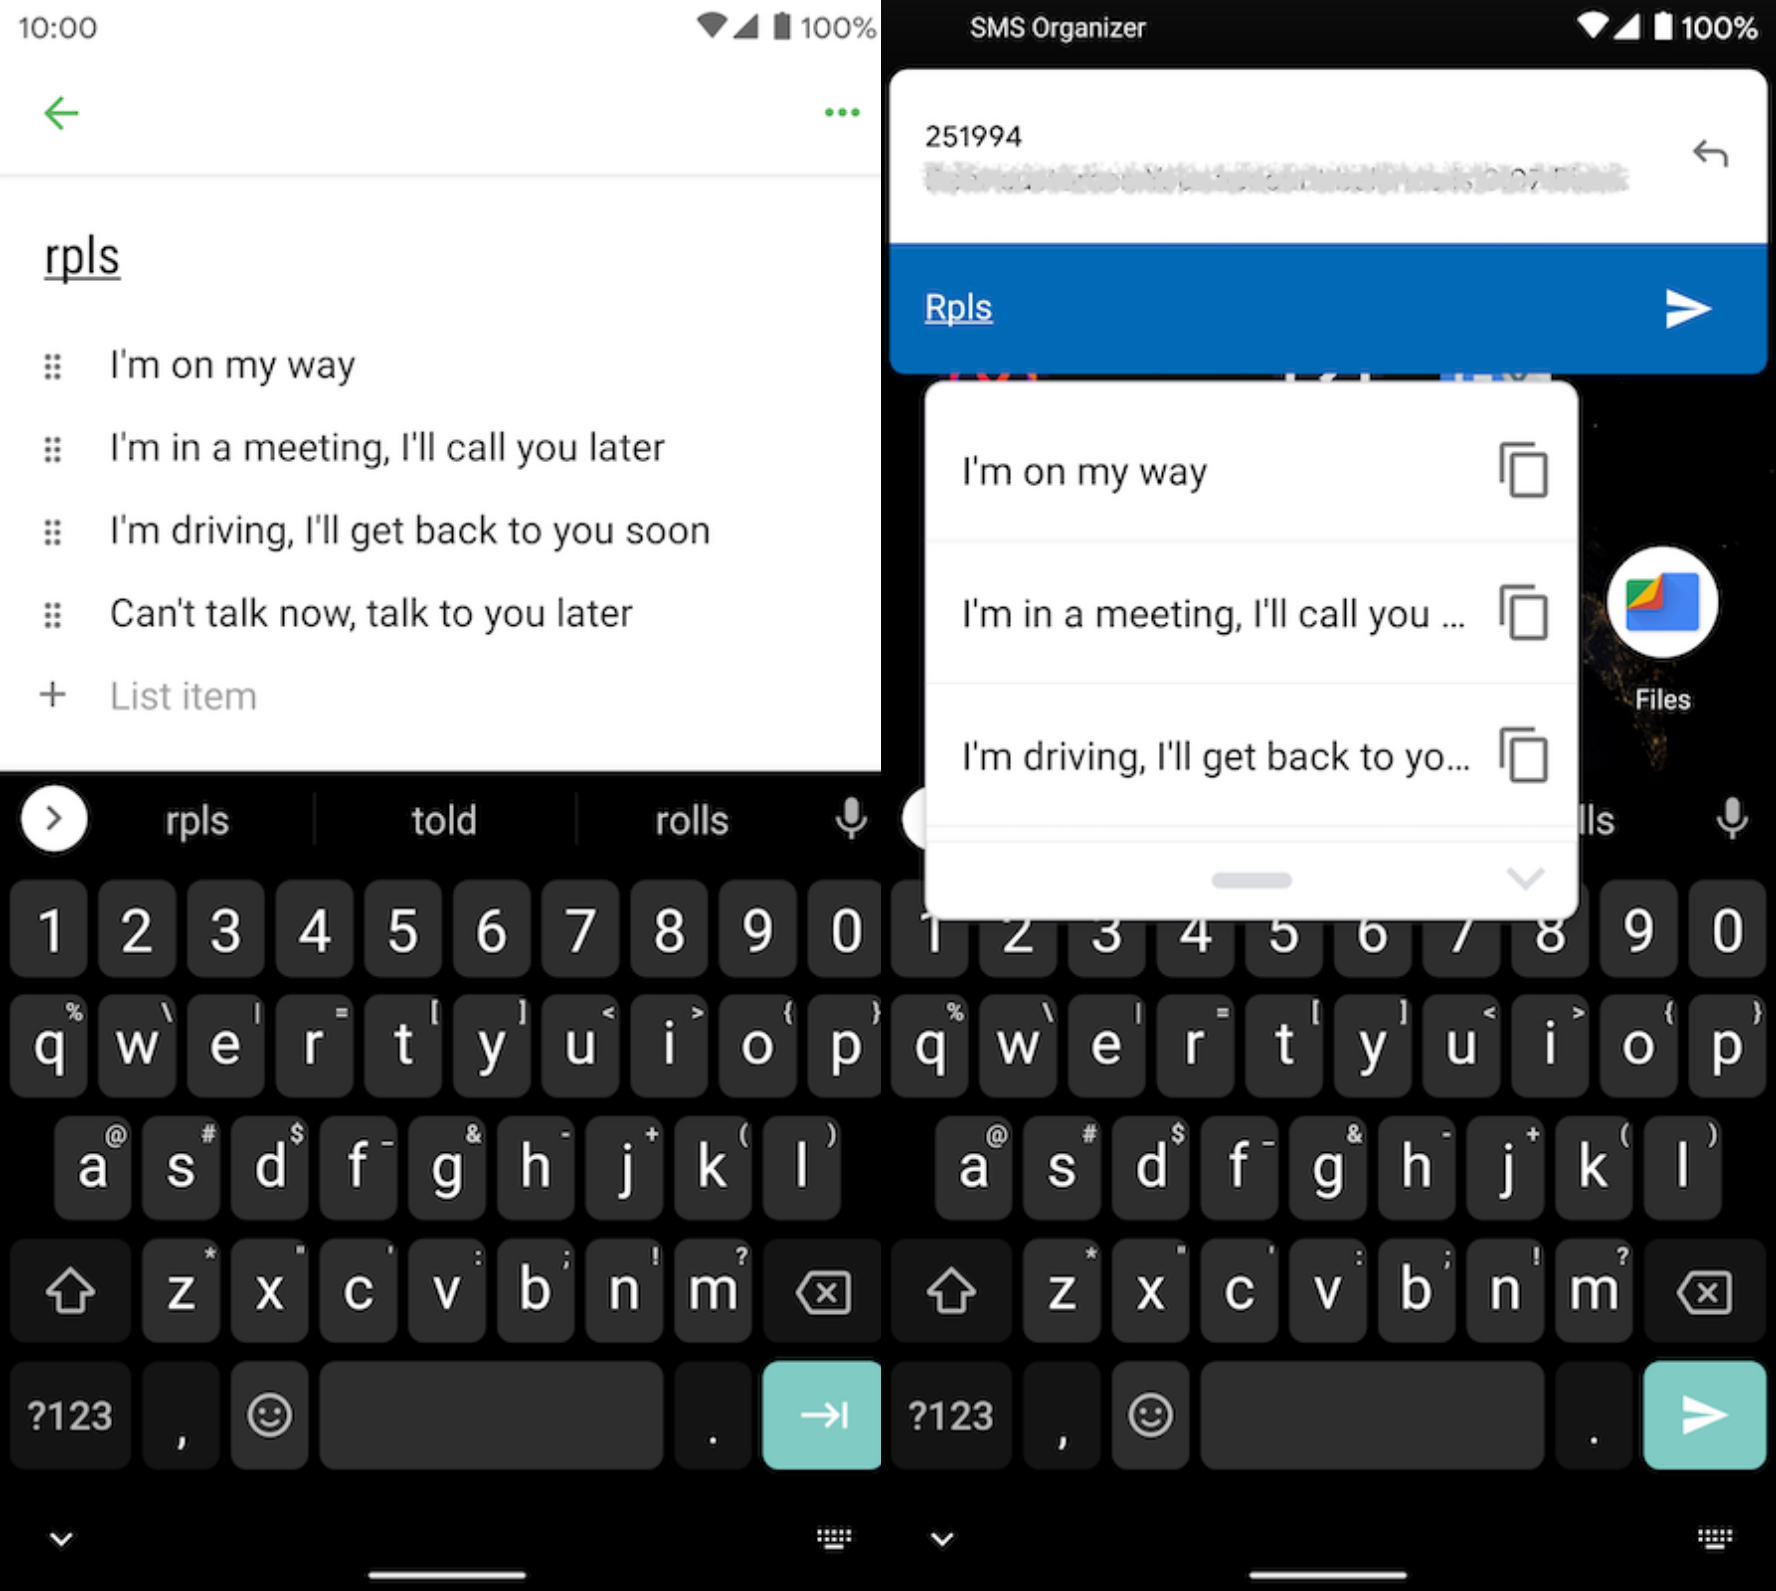 10:00
100%
rpls
I'm on my way
I'm in a meeting, I'll call you later
I'm driving, I'll get back to you soon
Can't talk now, talk to you later
+ List item
rpls told rolls
1 2 3 4 5 6 7 8 9 0
% \ | = [ ] < > { }
q w e r t y u i o p
@ # $ _ & - + ( )
a s d f g h j k l
* " ' : ; ! ?
z x c v b n m
?123 , .
SMS Organizer
100%
251994
Rpls
I'm on my way
I'm in a meeting, I'll call you ...
I'm driving, I'll get back to yo...
Files
lls
1 2 3 4 5 6 7 8 9 0
% \ | = [ ] < > { }
q w e r t y u i o p
@ # $ _ & - + ( )
a s d f g h j k l
* " ' : ; ! ?
z x c v b n m
?123 , .